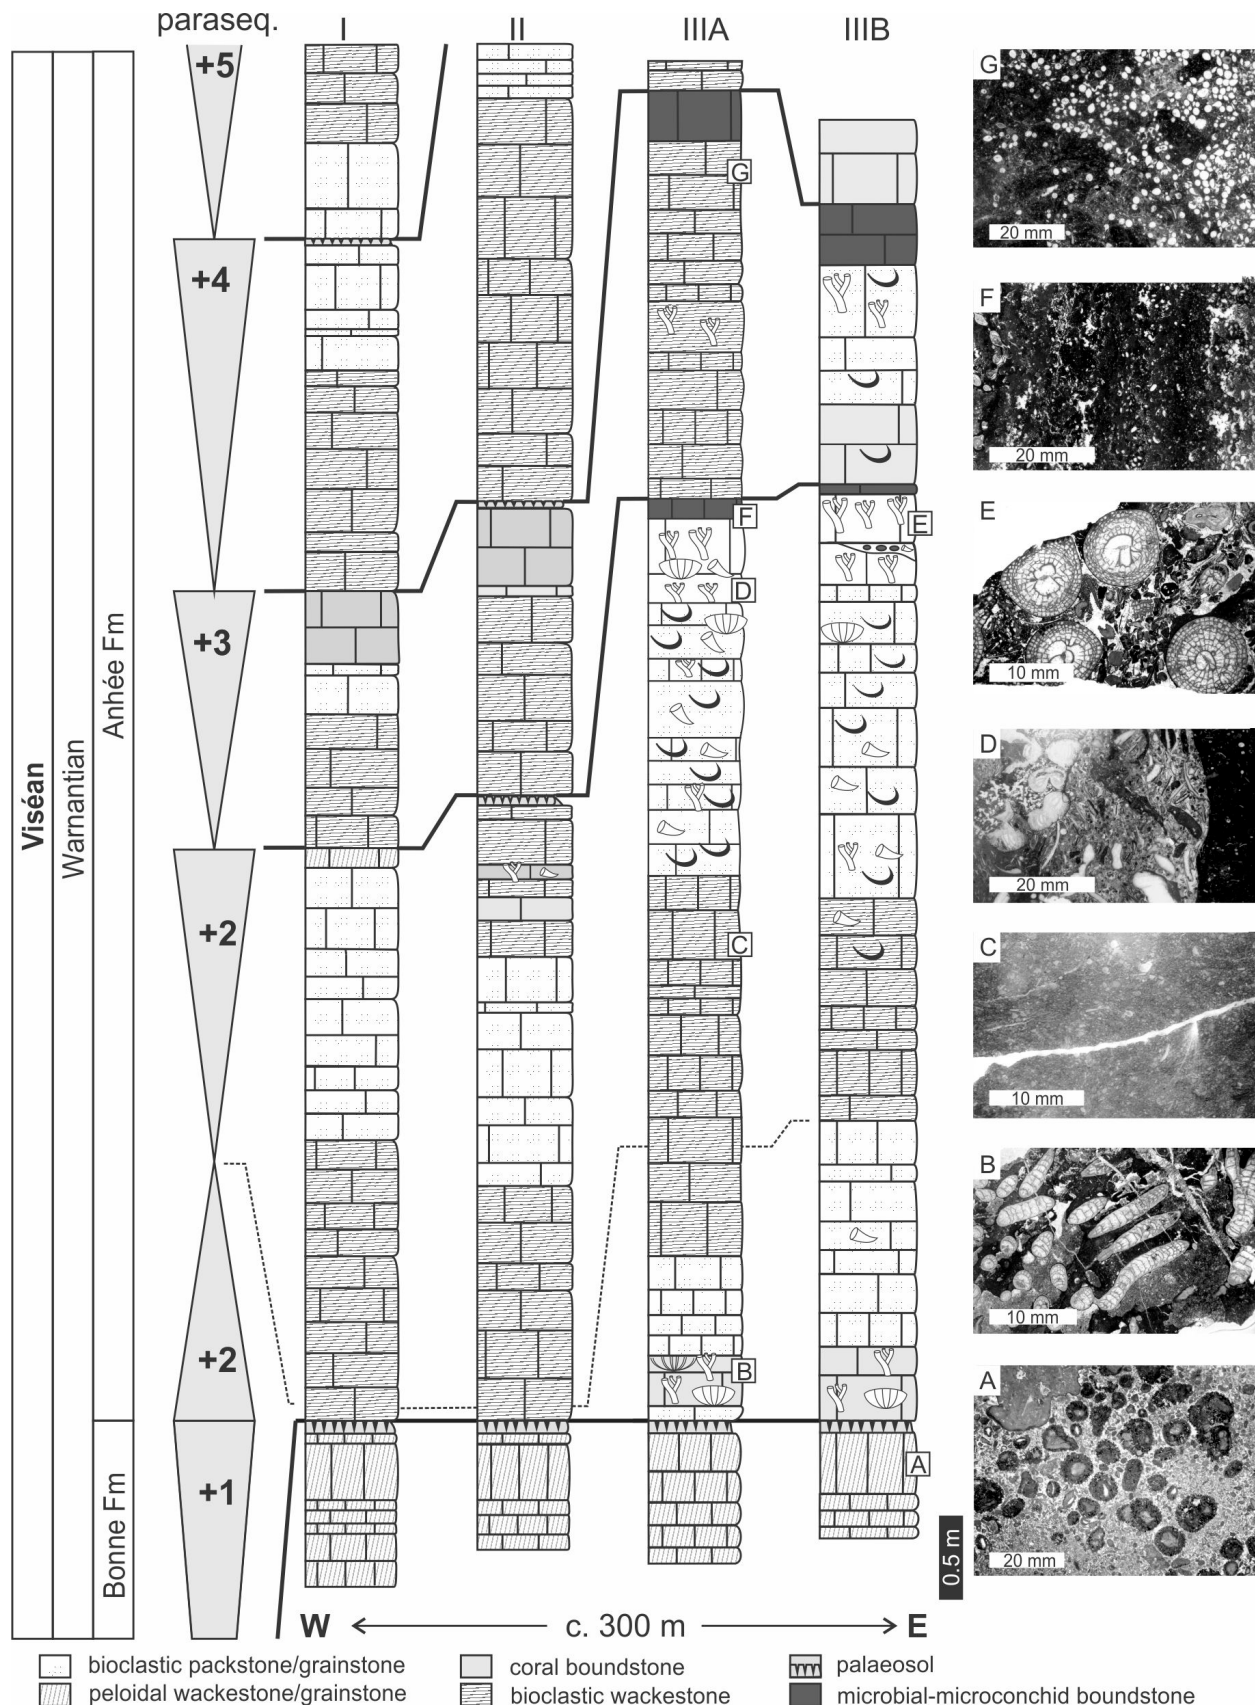 paraseq.
I II IIIA IIIB
+5
+4
+3
+2
+2
+1
Viséan
Warnantian
Anhée Fm
Bonne Fm
G
F
D
E
C
B
A
G
20 mm
F
20 mm
E
10 mm
D
20 mm
C
10 mm
B
10 mm
A
20 mm
0.5 m
W c. 300 m E
bioclastic packstone/grainstone
coral boundstone
palaeosol
peloidal wackestone/grainstone
bioclastic wackestone
microbial-microconchid boundstone